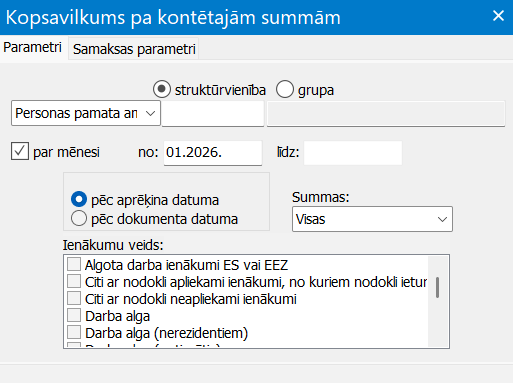 Kopsavilkums pa kontētajām summām
Parametri Samaksas parametri
struktūrvienība grupa
Personas pamata an
par mēnesi no: 01.2026. līdz:
pēc aprēķina datuma
pēc dokumenta datuma
Summas:
Visas
Ienākumu veids:
Algota darba ienākumi ES vai EEZ
Citi ar nodokli apliekami ienākumi, no kuriem nodokli ietur
Citi ar nodokli neapliekami ienākumi
Darba alga
Darba alga (nerezidentiem)